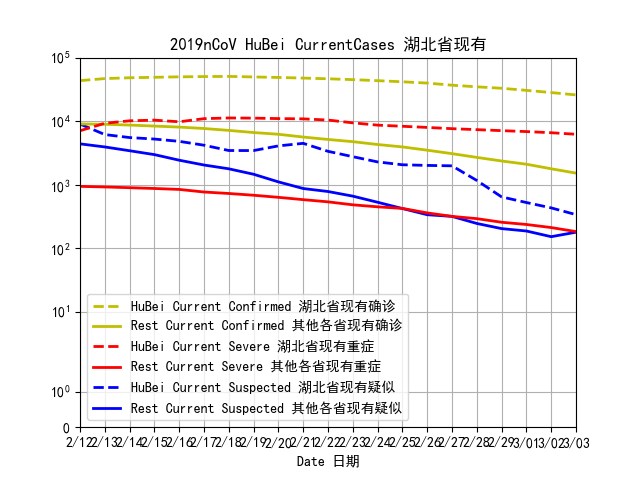 2019nCoV HuBei CurrentCases 湖北省现有
10^5
10^4
10^3
10^2
10^1
10^0
0
HuBei Current Confirmed 湖北省现有确诊
Rest Current Confirmed 其他各省现有确诊
HuBei Current Severe 湖北省现有重症
Rest Current Severe 其他各省现有重症
HuBei Current Suspected 湖北省现有疑似
Rest Current Suspected 其他各省现有疑似
2/12 2/13 2/14 2/15 2/16 2/17 2/18 2/19 2/20 2/21 2/22 2/23 2/24 2/25 2/26 2/27 2/28 2/29 3/01 3/02 3/03
Date 日期